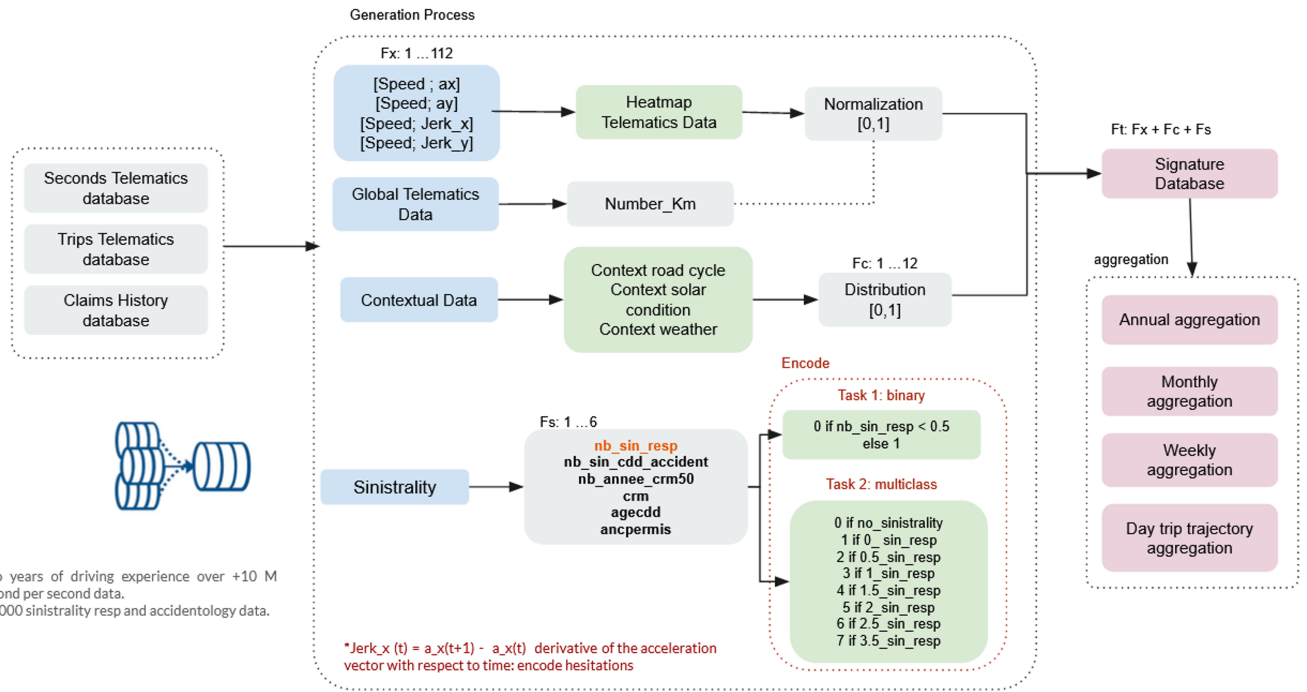 Generation Process
Fx: 1 ...112
[Speed ; ax]
[Speed; ay]
[Speed; Jerk_x]
[Speed; Jerk_y]
Heatmap
Telematics Data
Normalization
[0,1]
Ft: Fx + Fc + Fs
Signature
Database
Seconds Telematics
database
Trips Telematics
database
Claims History
database
Global Telematics
Data
Number_Km
Contextual Data
Context road cycle
Context solar
condition
Context weather
Fc: 1 ...12
Distribution
[0,1]
aggregation
Annual aggregation
Monthly
aggregation
Weekly
aggregation
Day trip trajectory
aggregation
Encode
Task 1: binary
0 if nb_sin_resp < 0.5
else 1
Fs: 1 ...6
nb_sin_resp
nb_sin_cdd_accident
nb_annee_crm50
crm
agecdd
ancpermis
Sinistrality
Task 2: multiclass
0 if no_sinistrality
1 if 0_ sin_resp
2 if 0.5_sin_resp
3 if 1_sin_resp
4 if 1.5_sin_resp
5 if 2_sin_resp
6 if 2.5_sin_resp
7 if 3.5_sin_resp
years of driving experience over +10 M
per second data.
000 sinistrality resp and accidentology data.
*Jerk_x (t) = a_x(t+1) - a_x(t) derivative of the acceleration
vector with respect to time: encode hesitations